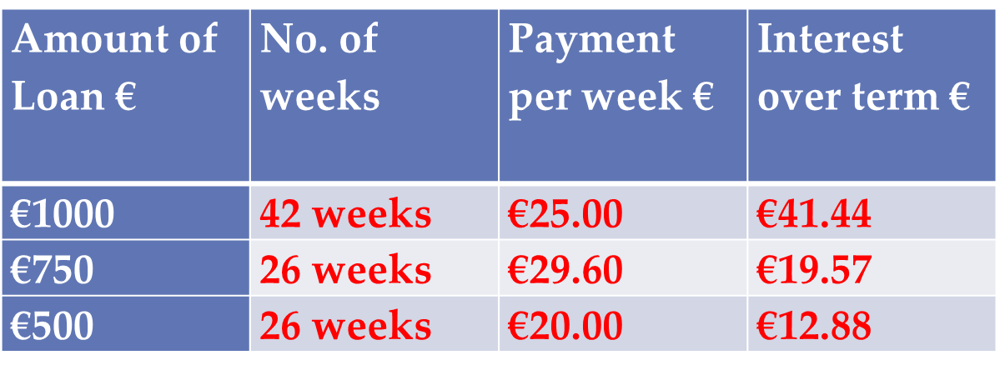 Amount of No. of Payment Interest
Loan € weeks per week € over term €
€1000 42 weeks €25.00 €41.44
€750 26 weeks €29.60 €19.57
€500 26 weeks €20.00 €12.88